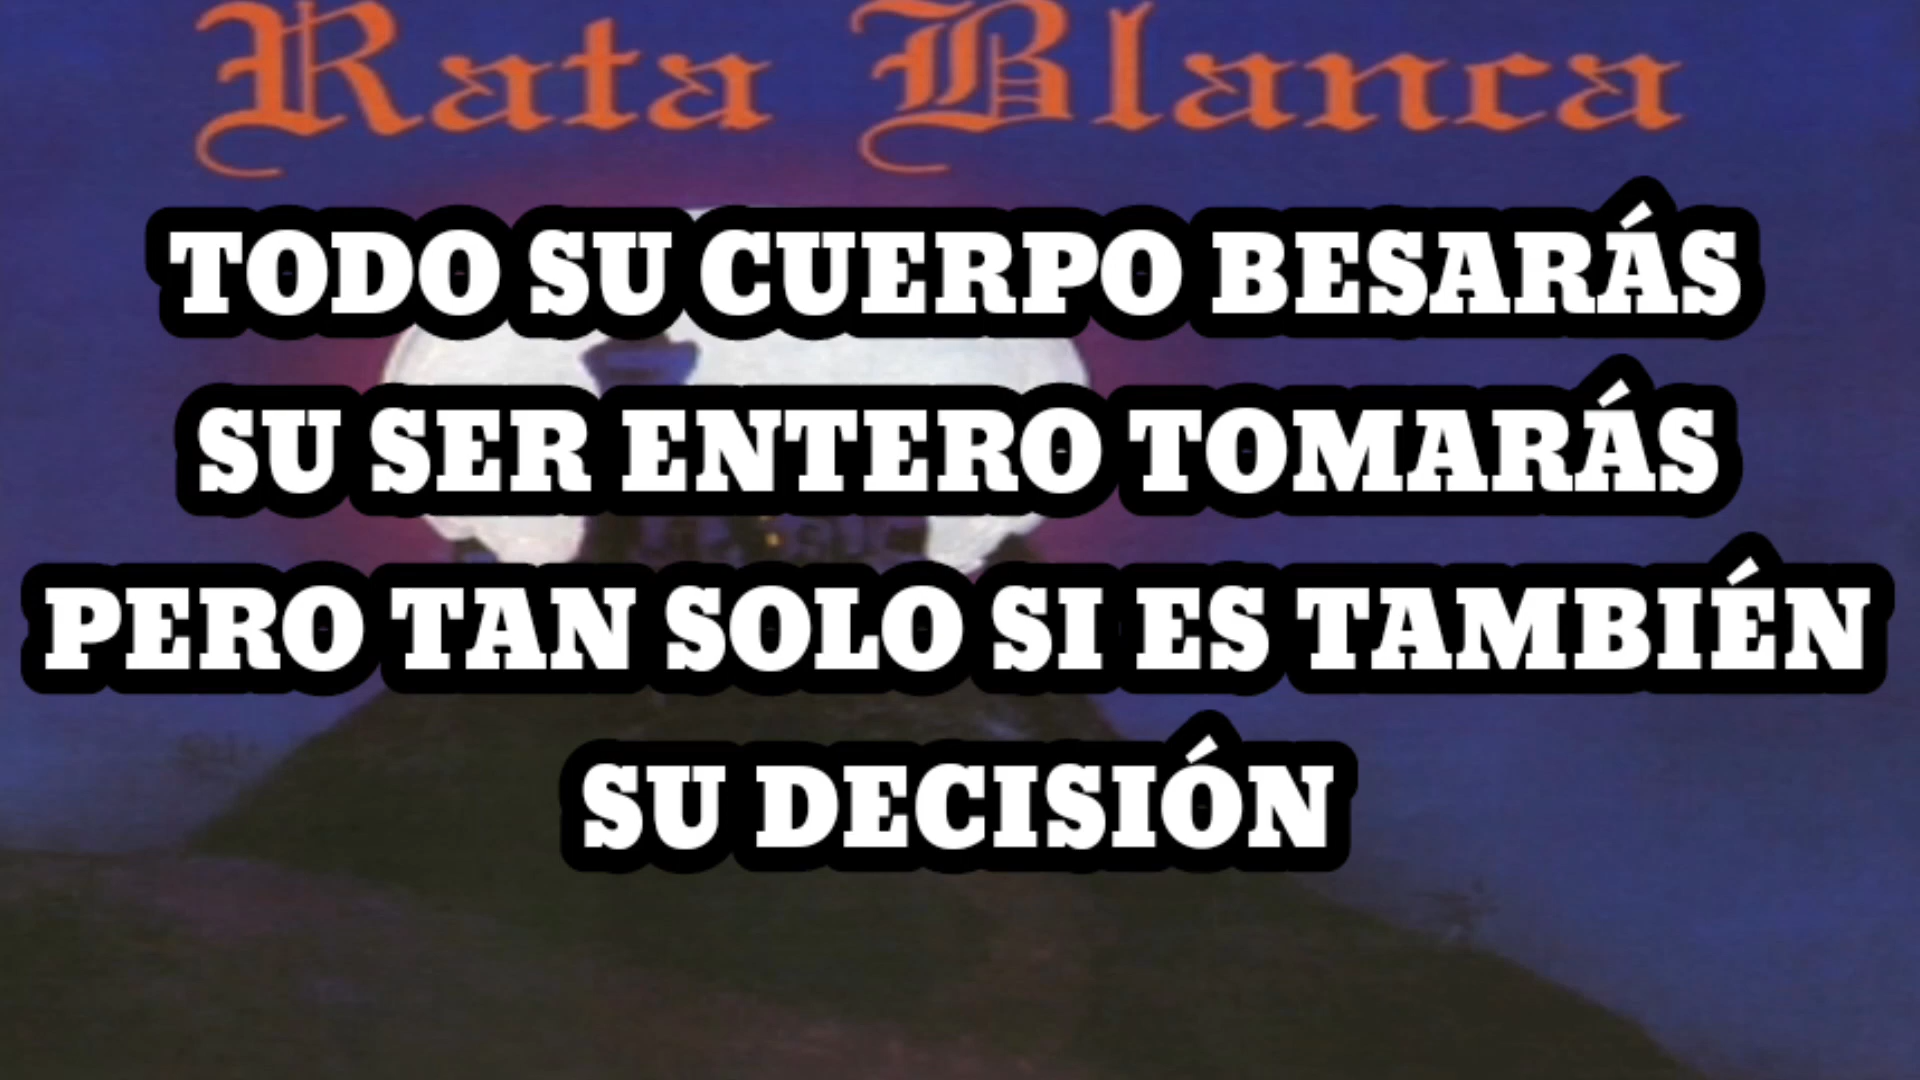 Rata Blanca
TODO SU CUERPO BESARÁS
SU SER ENTERO TOMARÁS
PERO TAN SOLO SI ES TAMBIÉN
SU DECISIÓN